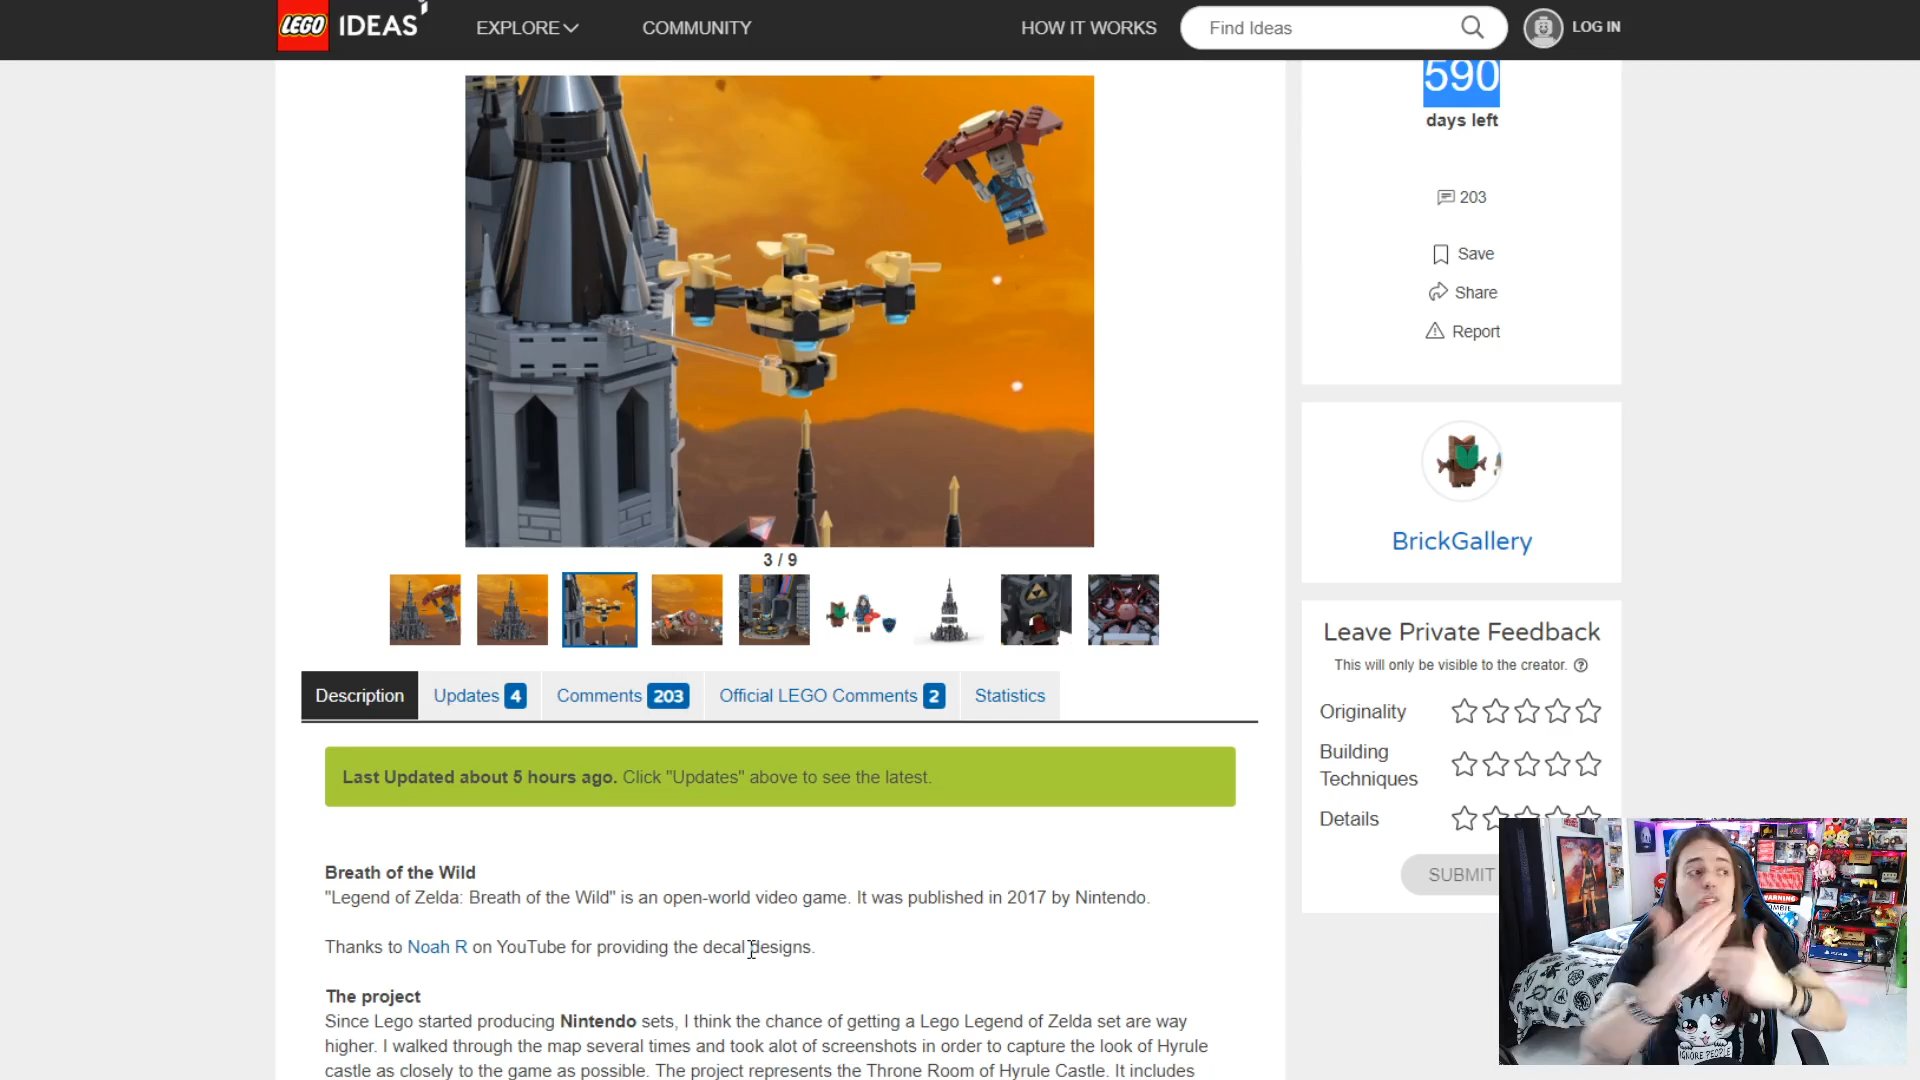 LEGO IDEAS EXPLORE COMMUNITY HOW IT WORKS Find Ideas LOG IN
590
days left
203
Save
Share
Report
BrickGallery
3 / 9
Leave Private Feedback
This will only be visible to the creator.
Originality
Building
Techniques
Details
SUBMIT
Description Updates 4 Comments 203 Official LEGO Comments 2 Statistics
Last Updated about 5 hours ago. Click "Updates" above to see the latest.
Breath of the Wild
"Legend of Zelda: Breath of the Wild" is an open-world video game. It was published in 2017 by Nintendo.
Thanks to Noah R on YouTube for providing the decal designs.
The project
Since Lego started producing Nintendo sets, I think the chance of getting a Lego Legend of Zelda set are way
higher. I walked through the map several times and took alot of screenshots in order to capture the look of Hyrule
castle as closely to the game as possible. The project represents the Throne Room of Hyrule Castle. It includes
WARNING
ZOMBIE
IGNORE PEOPLE